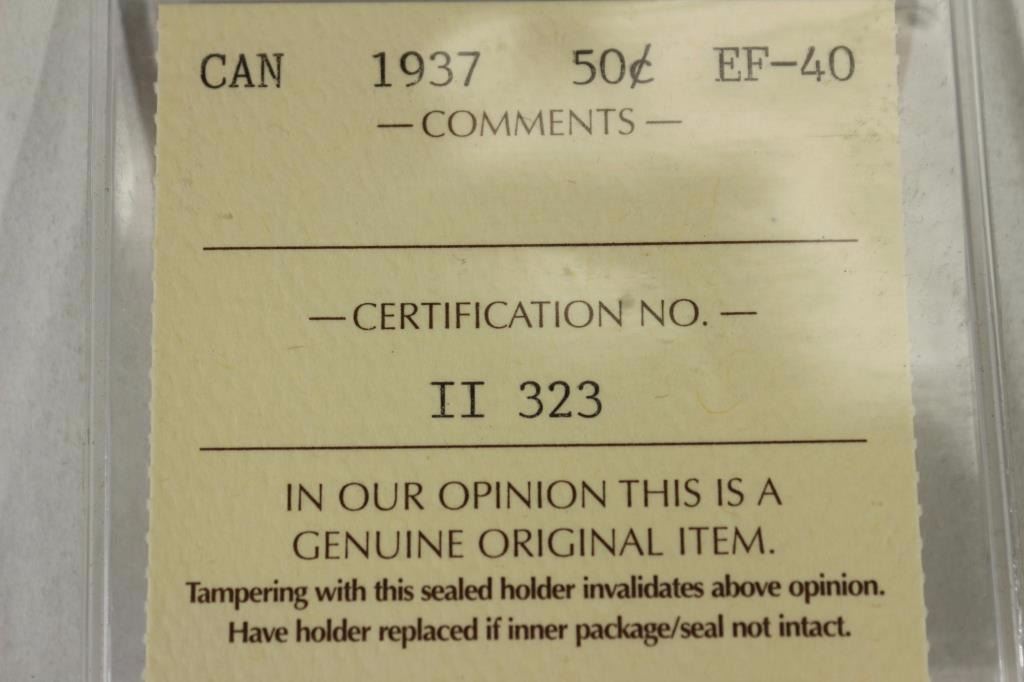 CAN 1937 50¢ EF-40
— COMMENTS —
— CERTIFICATION NO. —
II 323
IN OUR OPINION THIS IS A
GENUINE ORIGINAL ITEM.
Tampering with this sealed holder invalidates above opinion.
Have holder replaced if inner package/seal not intact.